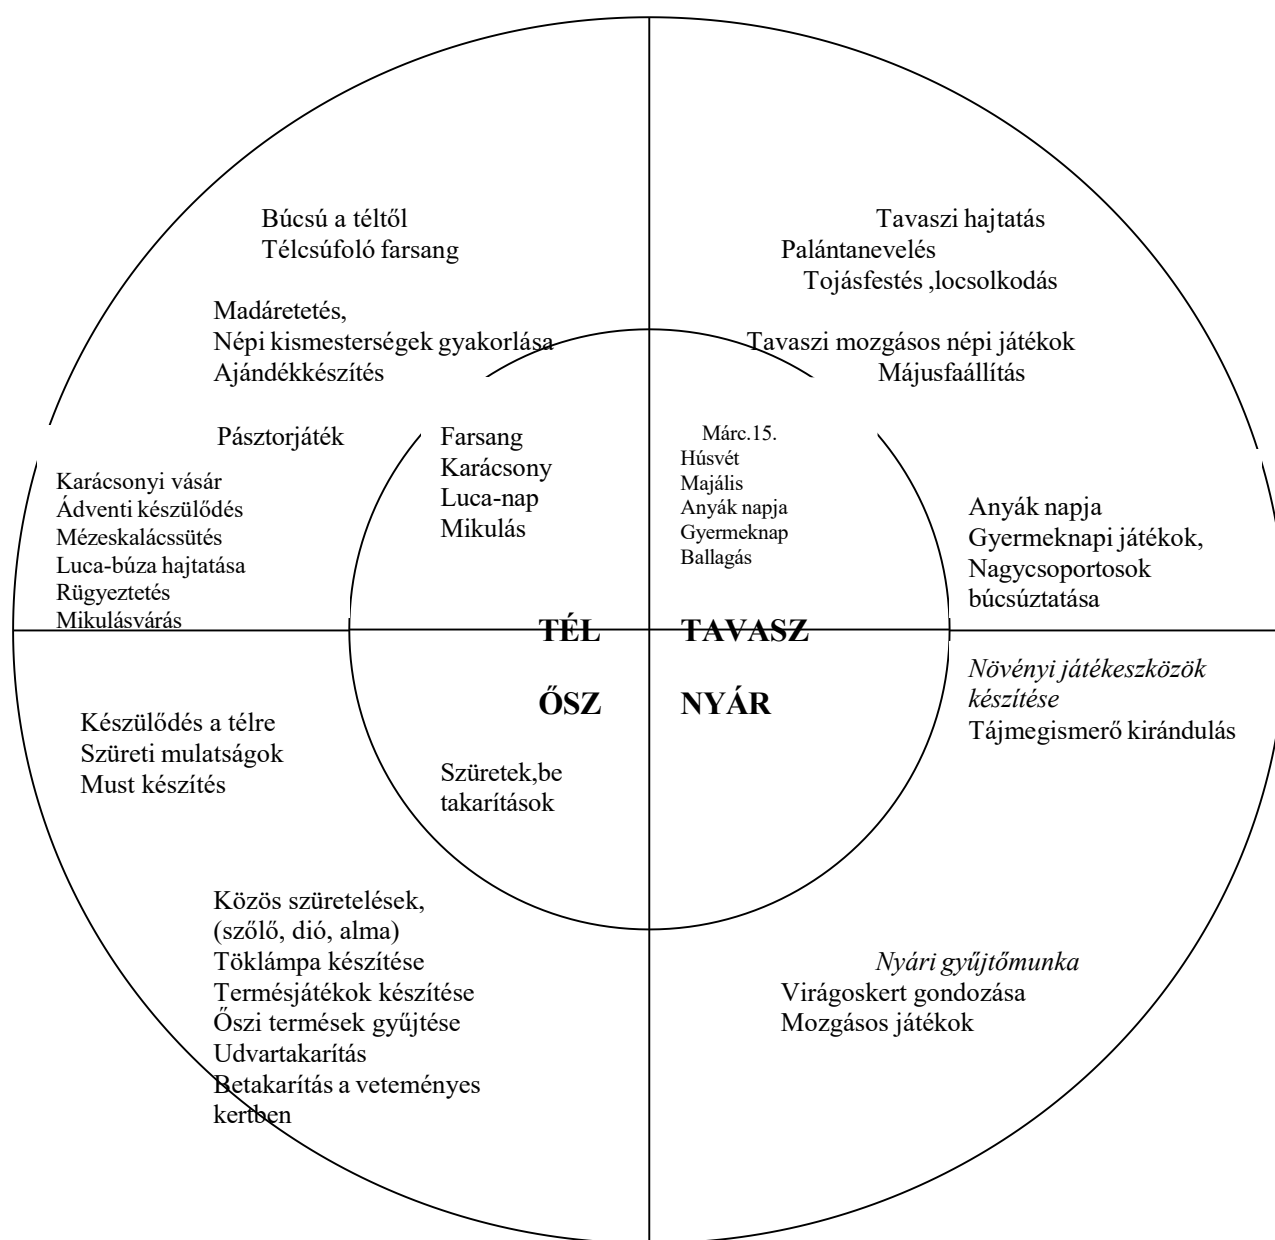 Búcsú a téltől
Télcsúfoló farsang
Madáretetés,
Népi kismesterségek gyakorlása
Ajándékkészítés
Pásztorjáték
Karácsonyi vásár
Ádventi készülődés
Mézeskalácssütés
Luca-búza hajtatása
Rügyeztetés
Mikulásvárás
Farsang
Karácsony
Luca-nap
Mikulás
TÉL
Tavaszi hajtatás
Palántanevelés
Tojásfestés ,locsolkodás
Tavaszi mozgásos népi játékok
Májusfaállítás
Márc.15.
Húsvét
Majális
Anyák napja
Gyermeknap
Ballagás
Anyák napja
Gyermeknapi játékok,
Nagycsoportosok
búcsúztatása
TAVASZ
ŐSZ
Készülődés a télre
Szüreti mulatságok
Must készítés
Szüretek,be
takarítások
Közös szüretelések,
(szőlő, dió, alma)
Töklámpa készítése
Termésjátékok készítése
Őszi termések gyűjtése
Udvartakarítás
Betakarítás a veteményes
kertben
NYÁR
Növényi játékeszközök
készítése
Tájmegismerő kirándulás
Nyári gyűjtőmunka
Virágoskert gondozása
Mozgásos játékok